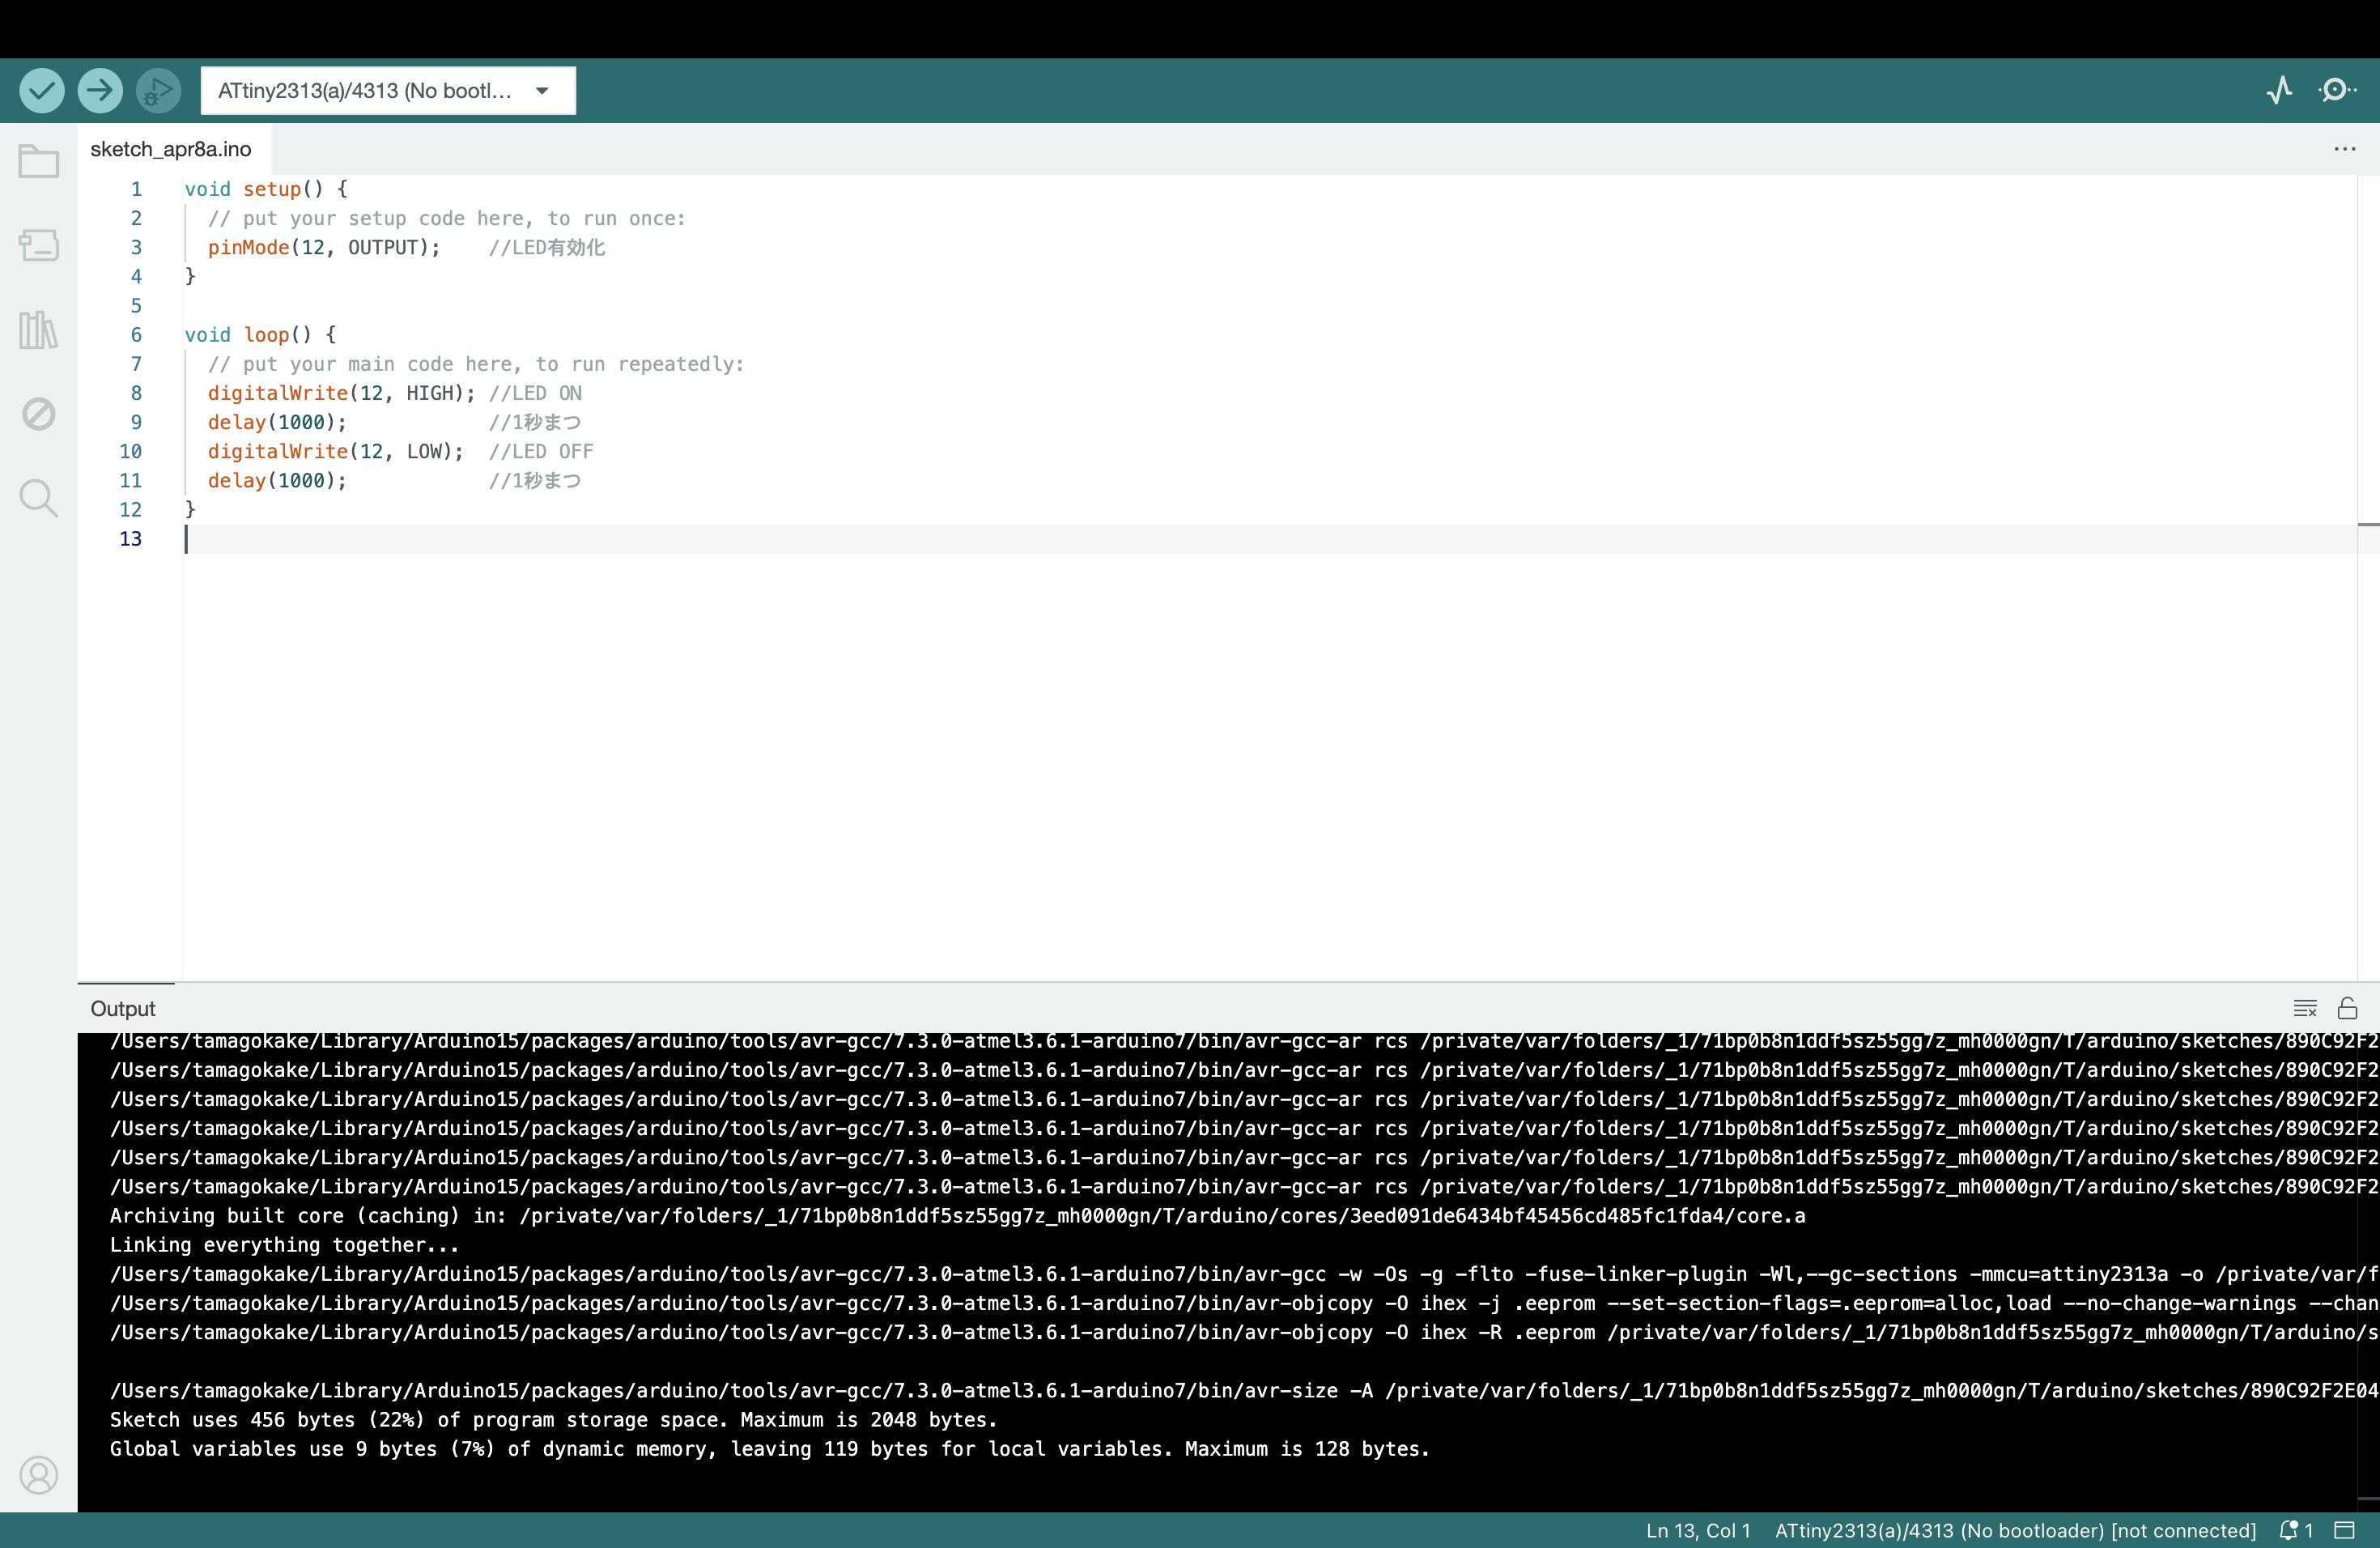 ATtiny2313(a)/4313 (No bootl...
sketch_apr8a.ino
1 void setup() {
2 // put your setup code here, to run once:
3 pinMode(12, OUTPUT); //LED有効化
4 }
5
6 void loop() {
7 // put your main code here, to run repeatedly:
8 digitalWrite(12, HIGH); //LED ON
9 delay(1000); //1秒まつ
10 digitalWrite(12, LOW); //LED OFF
11 delay(1000); //1秒まつ
12 }
13
Output
/Users/tamagokake/Library/Arduino15/packages/arduino/tools/avr-gcc/7.3.0-atmel3.6.1-arduino7/bin/avr-gcc-ar rcs /private/var/folders/_1/71bp0b8n1ddf5sz55gg7z_mh0000gn/T/arduino/sketches/890C92F2
/Users/tamagokake/Library/Arduino15/packages/arduino/tools/avr-gcc/7.3.0-atmel3.6.1-arduino7/bin/avr-gcc-ar rcs /private/var/folders/_1/71bp0b8n1ddf5sz55gg7z_mh0000gn/T/arduino/sketches/890C92F2
/Users/tamagokake/Library/Arduino15/packages/arduino/tools/avr-gcc/7.3.0-atmel3.6.1-arduino7/bin/avr-gcc-ar rcs /private/var/folders/_1/71bp0b8n1ddf5sz55gg7z_mh0000gn/T/arduino/sketches/890C92F2
/Users/tamagokake/Library/Arduino15/packages/arduino/tools/avr-gcc/7.3.0-atmel3.6.1-arduino7/bin/avr-gcc-ar rcs /private/var/folders/_1/71bp0b8n1ddf5sz55gg7z_mh0000gn/T/arduino/sketches/890C92F2
/Users/tamagokake/Library/Arduino15/packages/arduino/tools/avr-gcc/7.3.0-atmel3.6.1-arduino7/bin/avr-gcc-ar rcs /private/var/folders/_1/71bp0b8n1ddf5sz55gg7z_mh0000gn/T/arduino/sketches/890C92F2
/Users/tamagokake/Library/Arduino15/packages/arduino/tools/avr-gcc/7.3.0-atmel3.6.1-arduino7/bin/avr-gcc-ar rcs /private/var/folders/_1/71bp0b8n1ddf5sz55gg7z_mh0000gn/T/arduino/sketches/890C92F2
Archiving built core (caching) in: /private/var/folders/_1/71bp0b8n1ddf5sz55gg7z_mh0000gn/T/arduino/cores/3eed091de6434bf45456cd485fc1fda4/core.a
Linking everything together...
/Users/tamagokake/Library/Arduino15/packages/arduino/tools/avr-gcc/7.3.0-atmel3.6.1-arduino7/bin/avr-gcc -w -Os -g -flto -fuse-linker-plugin -Wl,--gc-sections -mmcu=attiny2313a -o /private/var/f
/Users/tamagokake/Library/Arduino15/packages/arduino/tools/avr-gcc/7.3.0-atmel3.6.1-arduino7/bin/avr-objcopy -O ihex -j .eeprom --set-section-flags=.eeprom=alloc,load --no-change-warnings --chan
/Users/tamagokake/Library/Arduino15/packages/arduino/tools/avr-gcc/7.3.0-atmel3.6.1-arduino7/bin/avr-objcopy -O ihex -R .eeprom /private/var/folders/_1/71bp0b8n1ddf5sz55gg7z_mh0000gn/T/arduino/s
/Users/tamagokake/Library/Arduino15/packages/arduino/tools/avr-gcc/7.3.0-atmel3.6.1-arduino7/bin/avr-size -A /private/var/folders/_1/71bp0b8n1ddf5sz55gg7z_mh0000gn/T/arduino/sketches/890C92F2E04
Sketch uses 456 bytes (22%) of program storage space. Maximum is 2048 bytes.
Global variables use 9 bytes (7%) of dynamic memory, leaving 119 bytes for local variables. Maximum is 128 bytes.
Ln 13, Col 1 ATtiny2313(a)/4313 (No bootloader) [not connected] 1